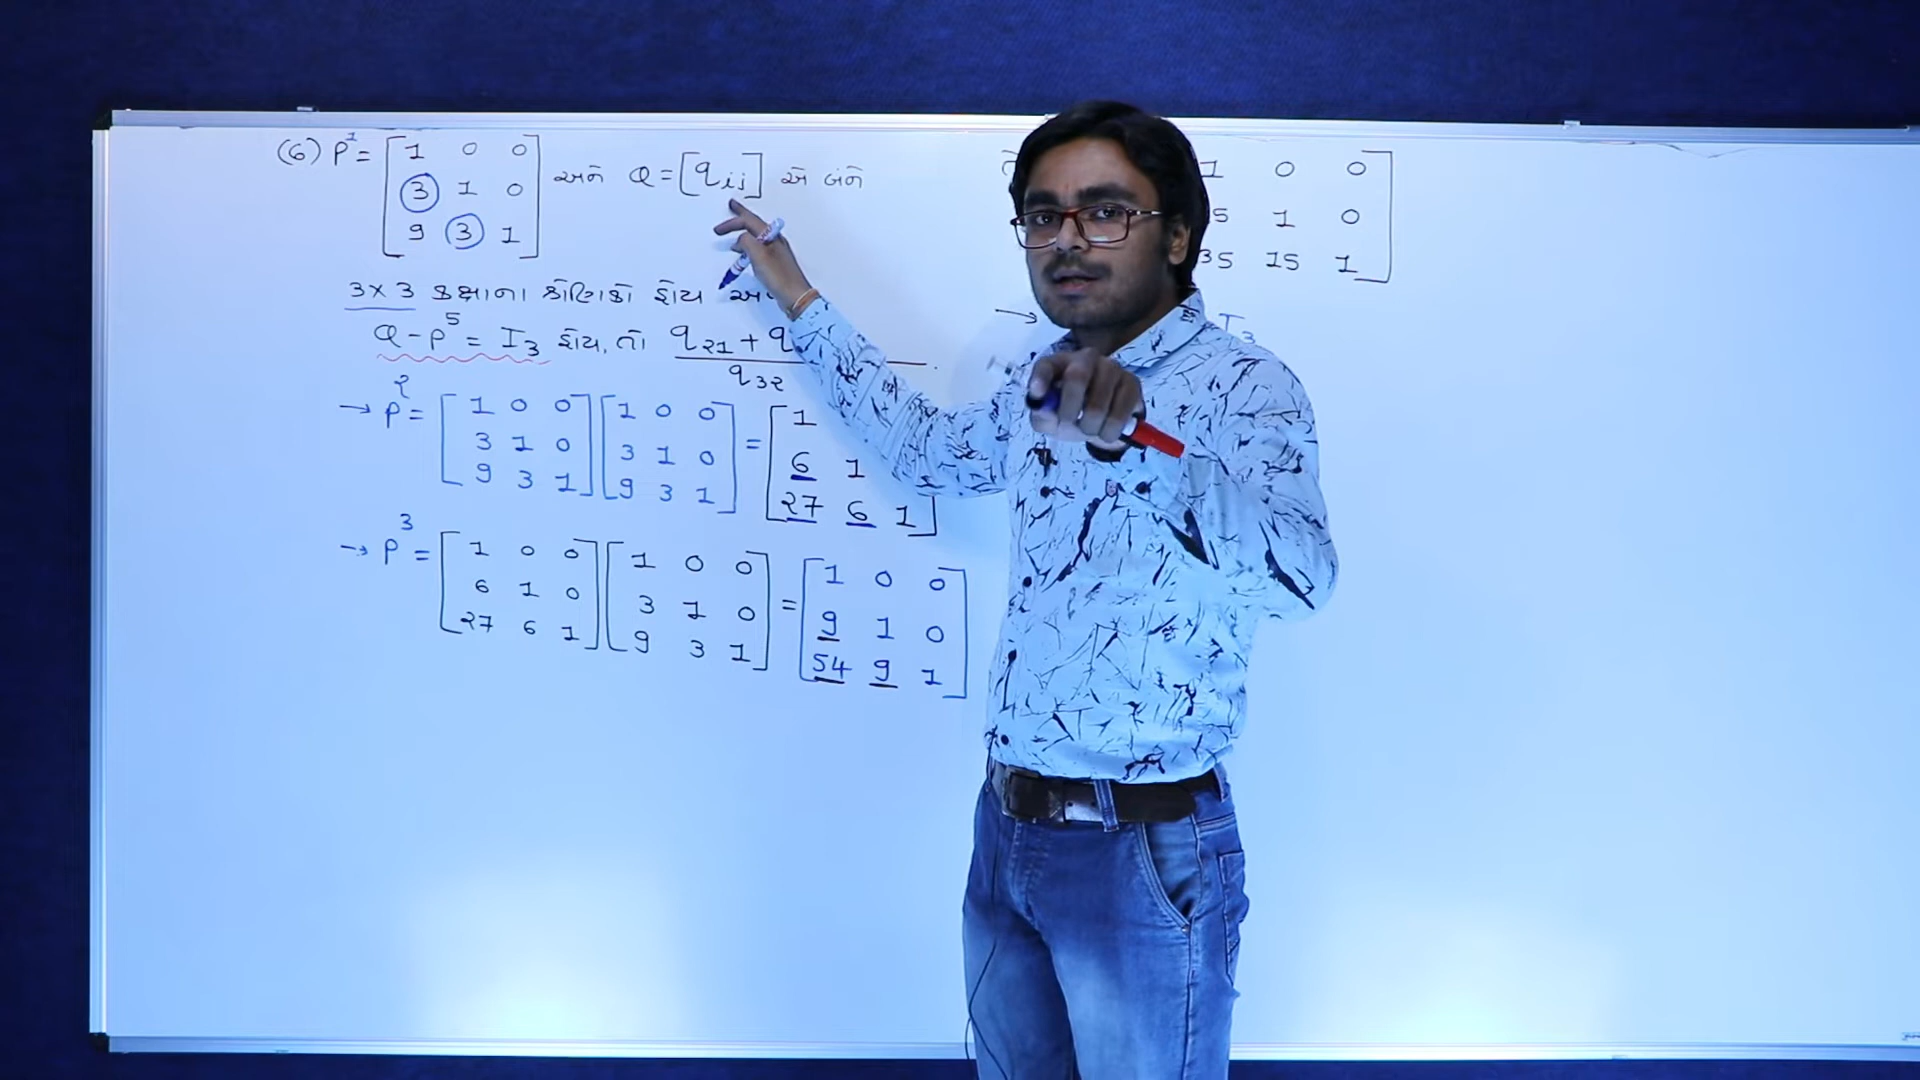 (6) P¹ = [ 1 0 0
3 1 0
9 3 1 ] અને Q = [qij] એ બંને
3x3 કક્ષાના શ્રેણિકો હોય
Q - P⁵ = I₃ હોય, તો q₂₁ + q
q₃₂
→ P² = [ 1 0 0
3 1 0
9 3 1 ] [ 1 0 0
3 1 0
9 3 1 ] = [ 1
6 1
27 6 1 ]
→ P³ = [ 1 0 0
6 1 0
27 6 1 ] [ 1 0 0
3 1 0
9 3 1 ] = [ 1 0 0
9 1 0
54 9 1 ]
1 0 0
5 1 0
35 15 1 ]
→ I₃